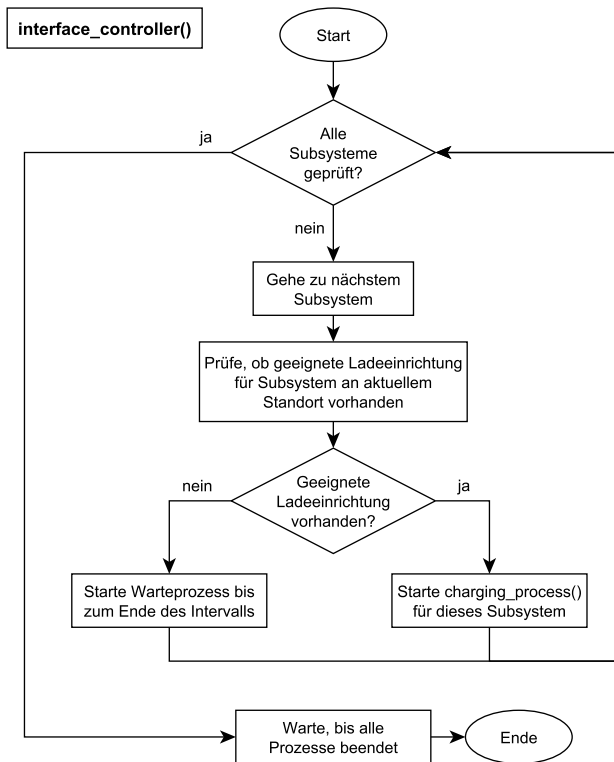 interface_controller()
Start
Alle
Subsysteme
geprüft?
ja
nein
Gehe zu nächstem
Subsystem
Prüfe, ob geeignete Ladeeinrichtung
für Subsystem an aktuellem
Standort vorhanden
Geeignete
Ladeeinrichtung
vorhanden?
nein
ja
Starte Warteprozess bis
zum Ende des Intervalls
Starte charging_process()
für dieses Subsystem
Warte, bis alle
Prozesse beendet
Ende